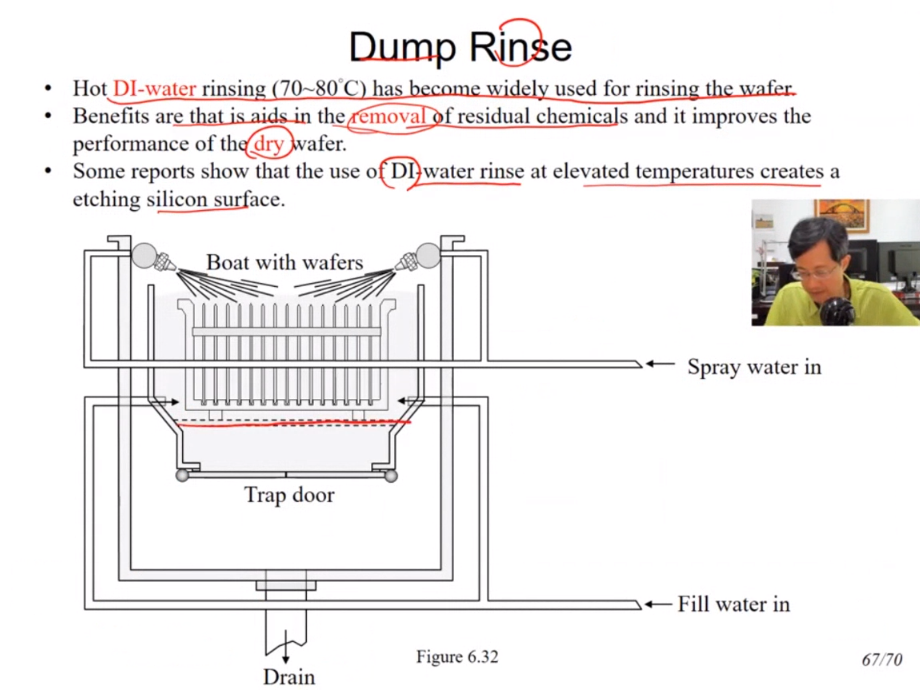 Dump Rinse
• Hot DI-water rinsing (70~80°C) has become widely used for rinsing the wafer.
• Benefits are that is aids in the removal of residual chemicals and it improves the
performance of the dry wafer.
• Some reports show that the use of DI-water rinse at elevated temperatures creates a
etching silicon surface.
Boat with wafers
Spray water in
Trap door
Fill water in
Drain
Figure 6.32
67/70